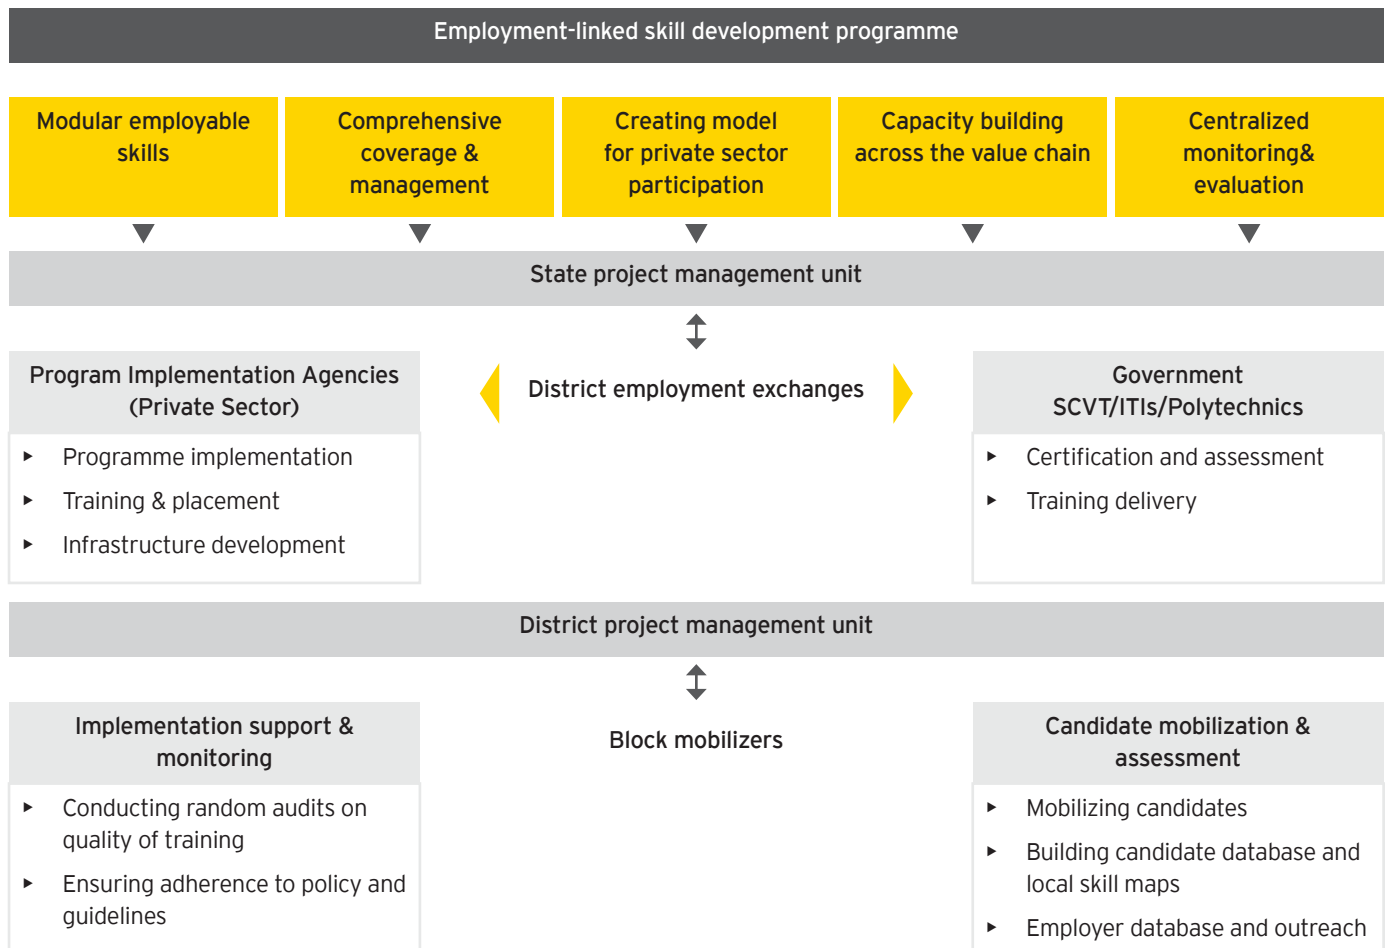 Employment-linked skill development programme
Modular employable
skills
Comprehensive
coverage &
management
Creating model
for private sector
participation
Capacity building
across the value chain
Centralized
monitoring&
evaluation
State project management unit
Program Implementation Agencies
(Private Sector)
▸ Programme implementation
▸ Training & placement
▸ Infrastructure development
District employment exchanges
Government
SCVT/ITIs/Polytechnics
▸ Certification and assessment
▸ Training delivery
District project management unit
Implementation support &
monitoring
▸ Conducting random audits on
quality of training
▸ Ensuring adherence to policy and
guidelines
Block mobilizers
Candidate mobilization &
assessment
▸ Mobilizing candidates
▸ Building candidate database and
local skill maps
▸ Employer database and outreach